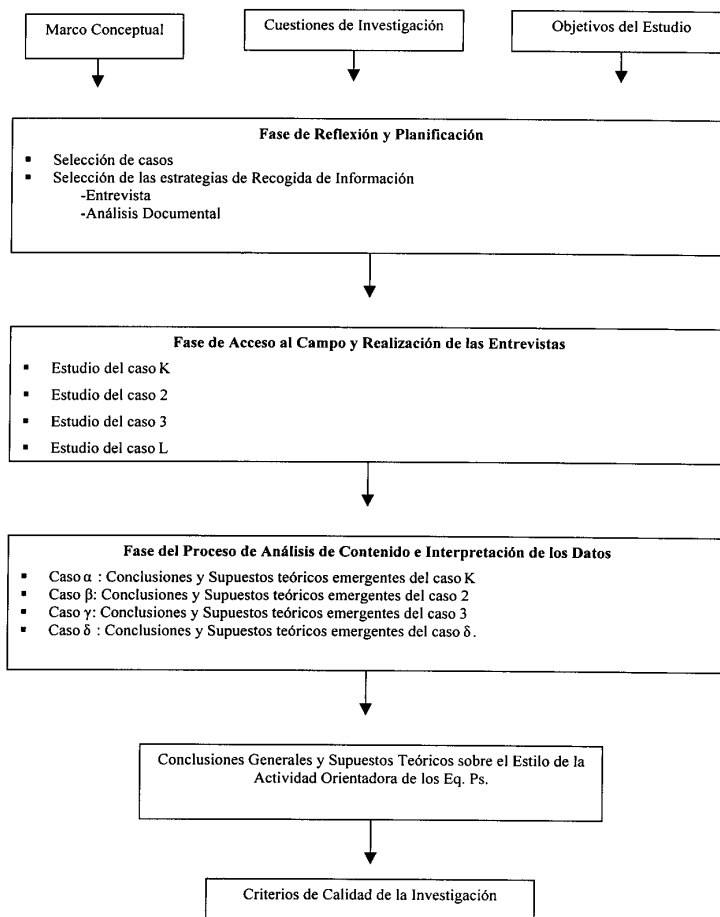 Marco Conceptual
Cuestiones de Investigación
Objetivos del Estudio
Fase de Reflexión y Planificación
▪ Selección de casos
▪ Selección de las estrategias de Recogida de Información
-Entrevista
-Análisis Documental
Fase de Acceso al Campo y Realización de las Entrevistas
▪ Estudio del caso K
▪ Estudio del caso 2
▪ Estudio del caso 3
▪ Estudio del caso L
Fase del Proceso de Análisis de Contenido e Interpretación de los Datos
▪ Caso α : Conclusiones y Supuestos teóricos emergentes del caso K
▪ Caso β: Conclusiones y Supuestos teóricos emergentes del caso 2
▪ Caso γ: Conclusiones y Supuestos teóricos emergentes del caso 3
▪ Caso δ : Conclusiones y Supuestos teóricos emergentes del caso δ.
Conclusiones Generales y Supuestos Teóricos sobre el Estilo de la
Actividad Orientadora de los Eq. Ps.
Criterios de Calidad de la Investigación